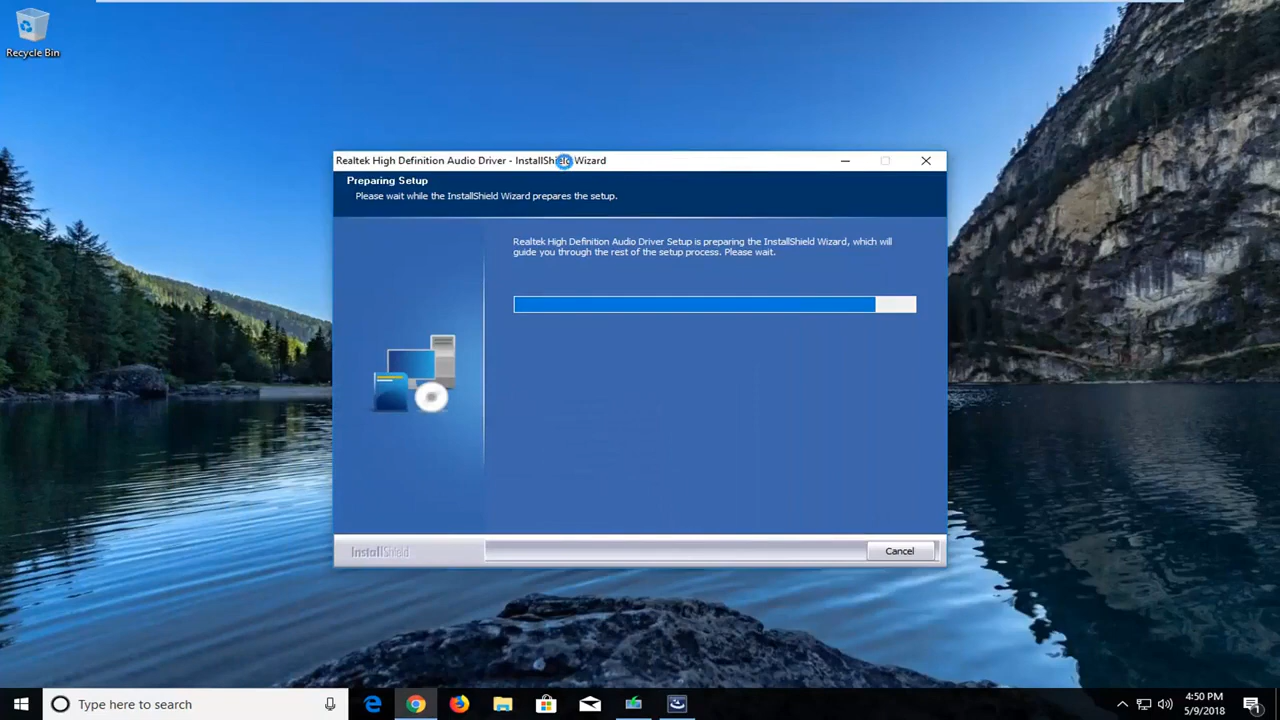 Recycle Bin
Realtek High Definition Audio Driver - InstallShield Wizard
Preparing Setup
Please wait while the InstallShield Wizard prepares the setup.
Realtek High Definition Audio Driver Setup is preparing the InstallShield Wizard, which will
guide you through the rest of the setup process. Please wait.
InstallShield
Cancel
Type here to search
4:50 PM
5/9/2018
1